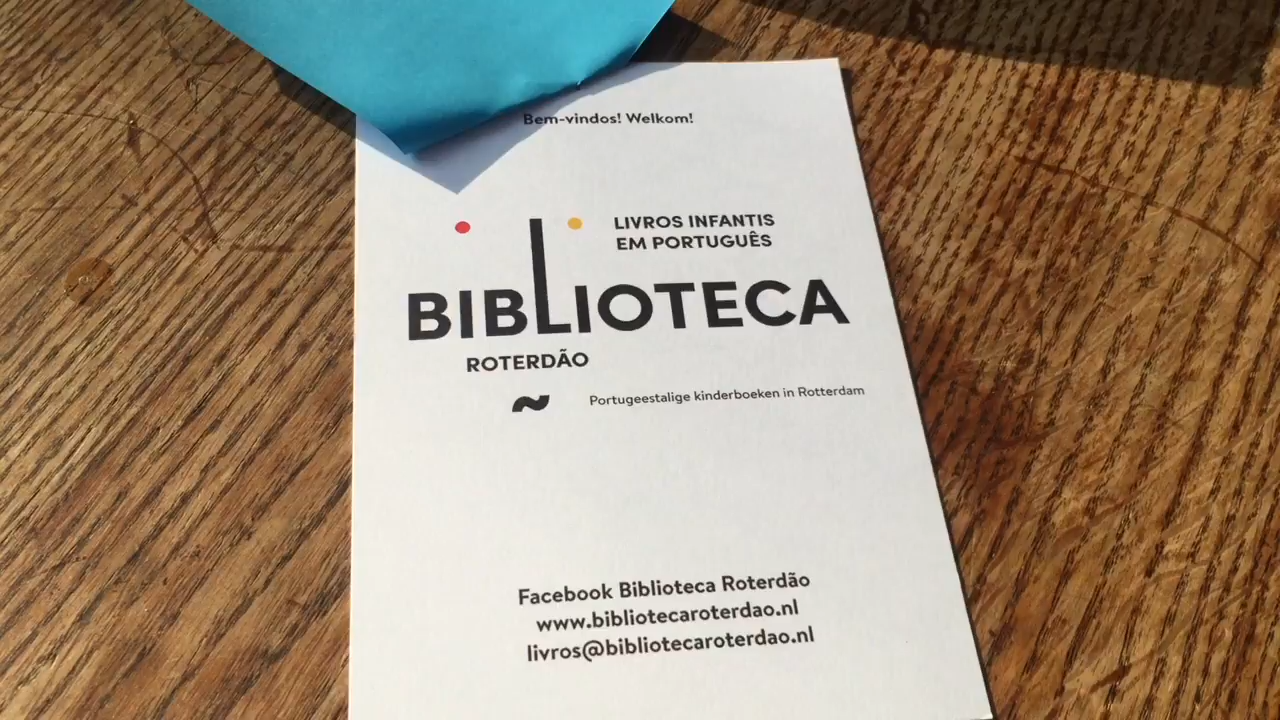 Bem-vindos! Welkom!
LIVROS INFANTIS
EM PORTUGUÊS
BIBLIOTECA
ROTERDÃO
~ Portugeestalige kinderboeken in Rotterdam
Facebook Biblioteca Roterdão
www.bibliotecaroterdao.nl
livros@bibliotecaroterdao.nl